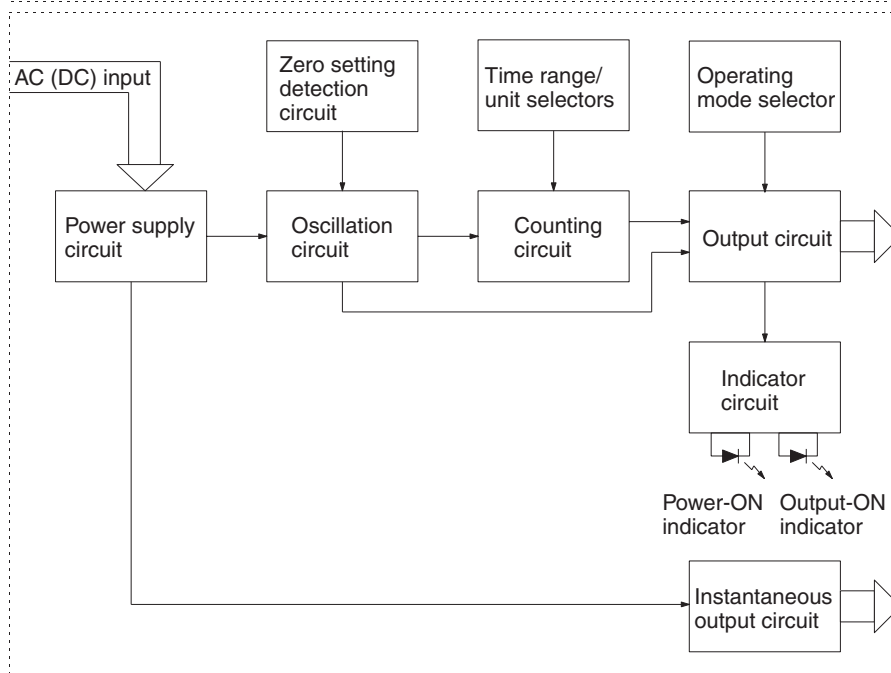 AC (DC) input
Zero setting
detection
circuit
Time range/
unit selectors
Operating
mode selector
Power supply
circuit
Oscillation
circuit
Counting
circuit
Output circuit
Indicator
circuit
Power-ON
indicator
Output-ON
indicator
Instantaneous
output circuit